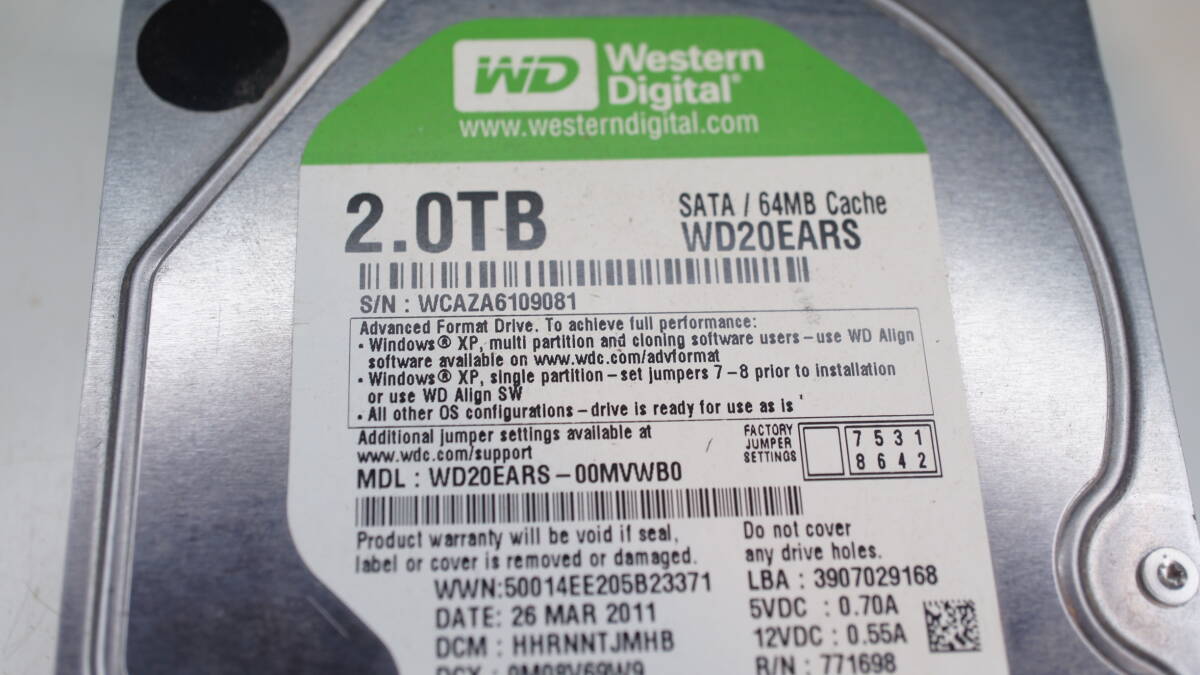 WD Western
Digital®
www.westerndigital.com
2.0TB
SATA / 64MB Cache
WD20EARS
S/N : WCAZA6109081
Advanced Format Drive. To achieve full performance:
• Windows® XP, multi partition and cloning software users – use WD Align
software available on www.wdc.com/advformat
• Windows® XP, single partition – set jumpers 7-8 prior to installation
or use WD Align SW
• All other OS configurations – drive is ready for use as is
Additional jumper settings available at
www.wdc.com/support
FACTORY
JUMPER
SETTINGS
7 5 3 1
8 6 4 2
MDL : WD20EARS-00MVWB0
Product warranty will be void if seal,
label or cover is removed or damaged.
Do not cover
any drive holes.
WWN:50014EE205B23371
DATE: 26 MAR 2011
DCM : HHRNNTJMHB
LBA : 3907029168
5VDC : 0.70A
12VDC : 0.55A
R/N : 771698